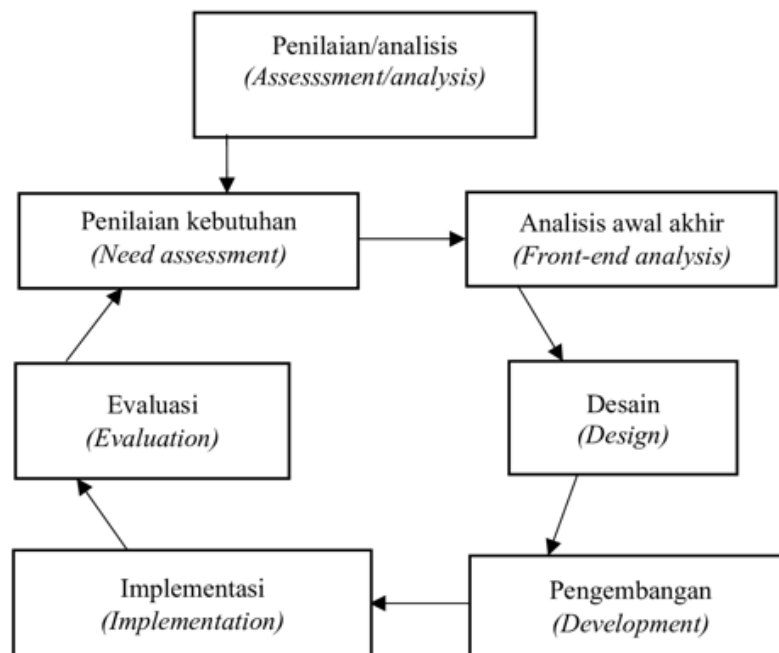 Penilaian/analisis
(Assesssment/analysis)
Penilaian kebutuhan
(Need assessment)
Analisis awal akhir
(Front-end analysis)
Evaluasi
(Evaluation)
Desain
(Design)
Implementasi
(Implementation)
Pengembangan
(Development)